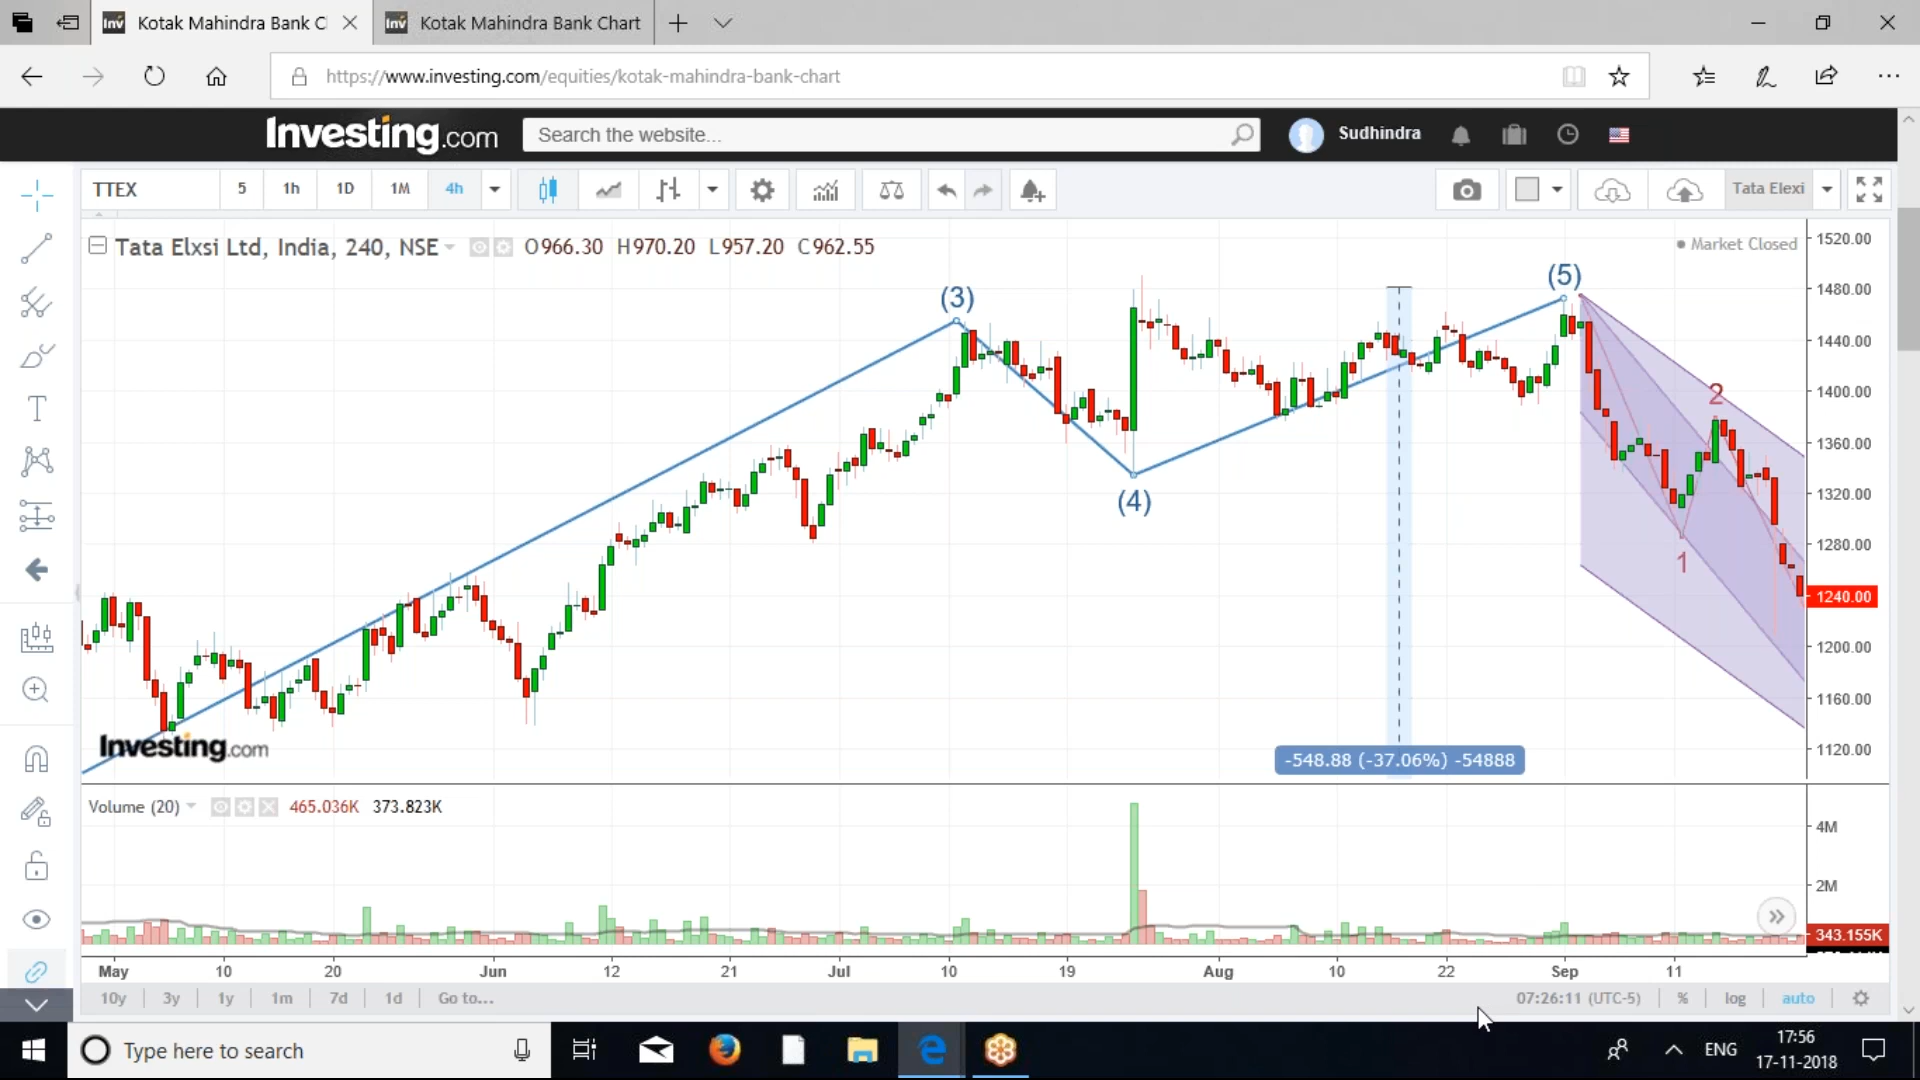 Kotak Mahindra Bank C
Kotak Mahindra Bank Chart
https://www.investing.com/equities/kotak-mahindra-bank-chart
Investing.com
Search the website...
Sudhindra
TTEX
5
1h
1D
1M
4h
Tata Elexi
Tata Elxsi Ltd, India, 240, NSE
O966.30 H970.20 L957.20 C962.55
Market Closed
1520.00
1480.00
1440.00
1400.00
1360.00
1320.00
1280.00
1240.00
1200.00
1160.00
1120.00
(3)
(4)
(5)
2
1
Investing.com
-548.88 (-37.06%) -54888
Volume (20)
465.036K 373.823K
4M
2M
343.155K
May 10 20 Jun 12 21 Jul 10 19 Aug 10 22 Sep 11
10y 3y 1y 1m 7d 1d Go to...
07:26:11 (UTC-5) % log auto
Type here to search
ENG
17:56
17-11-2018